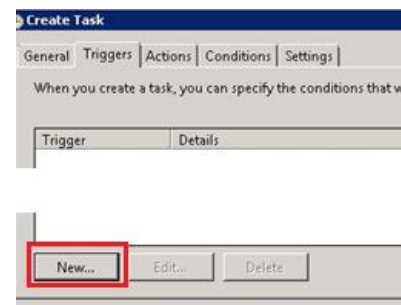 Create Task
General Triggers Actions Conditions Settings
When you create a task, you can specify the conditions that
Trigger Details
New... Edit... Delete